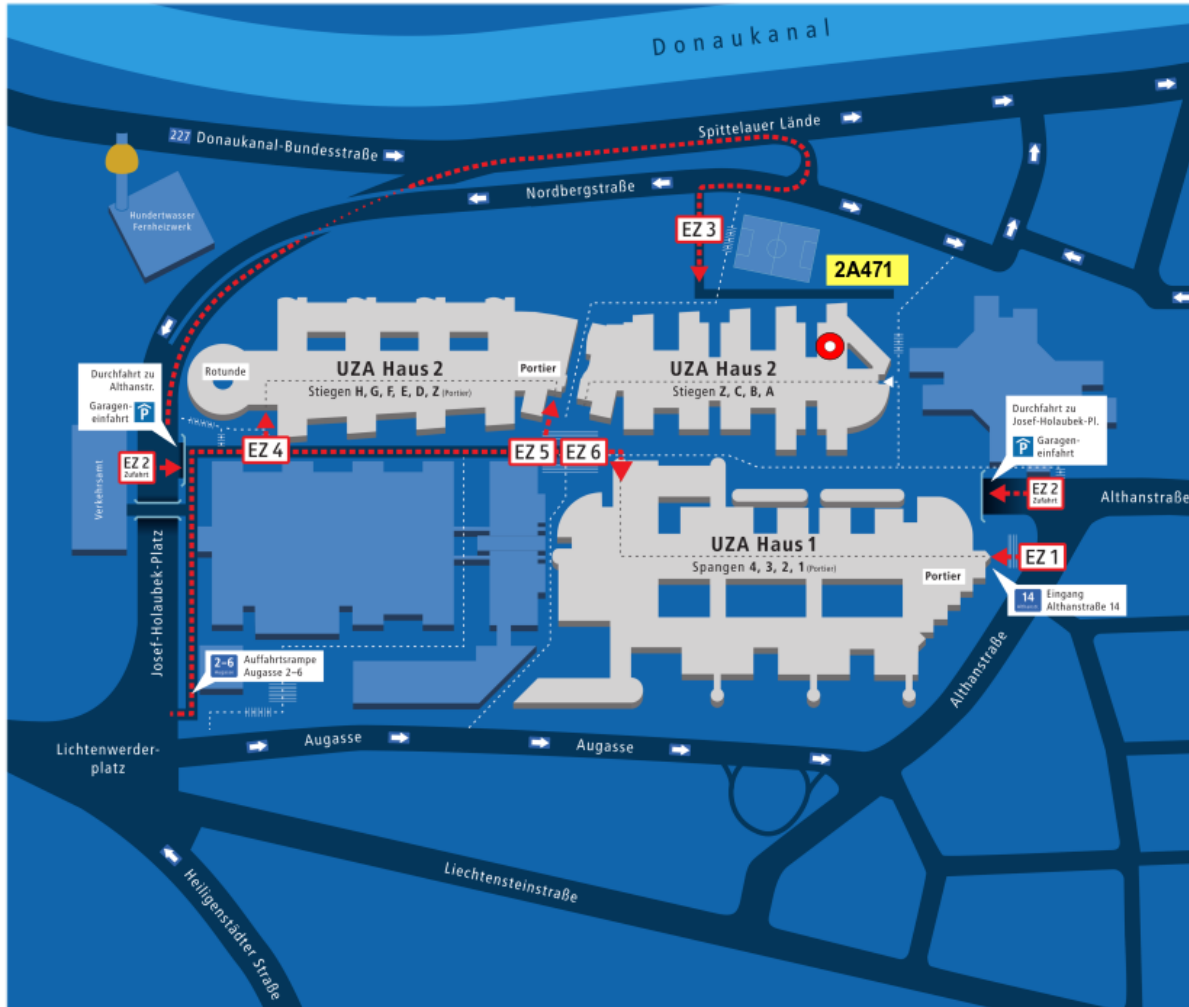 Donaukanal
227 Donaukanal-Bundesstraße
Spittelauer Lände
Nordbergstraße
Hundertwasser
Fernheizwerk
EZ 3
2A471
Durchfahrt zu
Althanstr.
Garagen-
einfahrt
P
Rotunde
UZA Haus 2
Stiegen H, G, F, E, D, Z (Portier)
Portier
UZA Haus 2
Stiegen Z, C, B, A
Durchfahrt zu
Josef-Holaubek-Pl.
P
Garagen-
einfahrt
EZ 2
Zufahrt
Verkehrsamt
EZ 4
EZ 5
EZ 6
EZ 2
Zufahrt
Althanstraße
UZA Haus 1
Spangen 4, 3, 2, 1 (Portier)
Portier
EZ 1
14
Eingang
Althanstraße 14
Josef-Holaubek-Platz
2–6
Augasse
Auffahrtsrampe
Augasse 2–6
Althanstraße
Lichtenwerder-
platz
Augasse
Augasse
Liechtensteinstraße
Heiligenstädter Straße